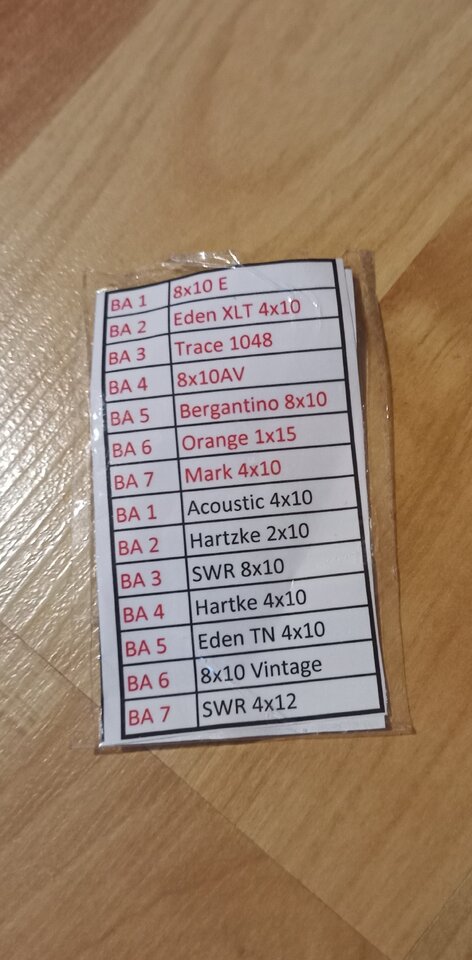 BA 1 8x10 E
BA 2 Eden XLT 4x10
BA 3 Trace 1048
BA 4 8x10AV
BA 5 Bergantino 8x10
BA 6 Orange 1x15
BA 7 Mark 4x10
BA 1 Acoustic 4x10
BA 2 Hartzke 2x10
BA 3 SWR 8x10
BA 4 Hartke 4x10
BA 5 Eden TN 4x10
BA 6 8x10 Vintage
BA 7 SWR 4x12